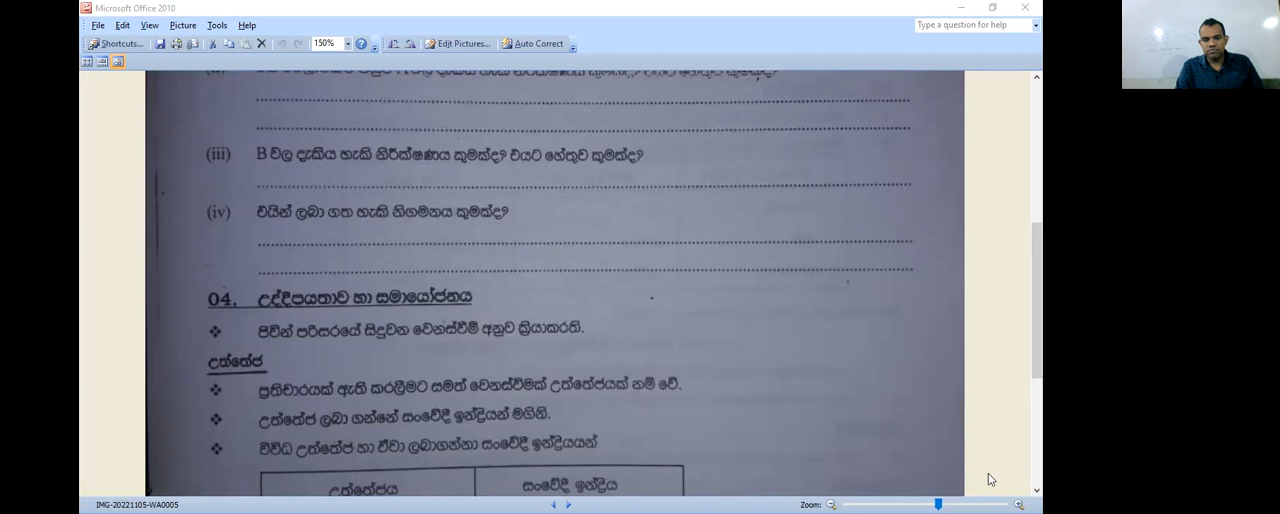 Microsoft Office 2010
File Edit View Picture Tools Help
Type a question for help
Shortcuts... 150% Edit Pictures... Auto Correct
(iii) B වල දැකිය හැකි නිරීක්ෂණය කුමක්ද? එයට හේතුව කුමක්ද?
(iv) එයින් ලබා ගත හැකි නිගමනය කුමක්ද?
04. උද්දීප්‍යතාව හා සමායෝජනය
❖ ජීවින් පරිසරයේ සිදුවන වෙනස්වීම් අනුව ක්‍රියාකරති.
උත්තේජ
❖ ප්‍රතිචාරයක් ඇති කරලීමට සමත් වෙනස්වීමක් උත්තේජයක් නම් වේ.
❖ උත්තේජ ලබා ගන්නේ සංවේදී ඉන්ද්‍රියන් මගිනි.
❖ විවිධ උත්තේජ හා ඒවා ලබාගන්නා සංවේදී ඉන්ද්‍රියයන්
උත්තේජය සංවේදී ඉන්ද්‍රිය
IMG-20221105-WA0005 Zoom: